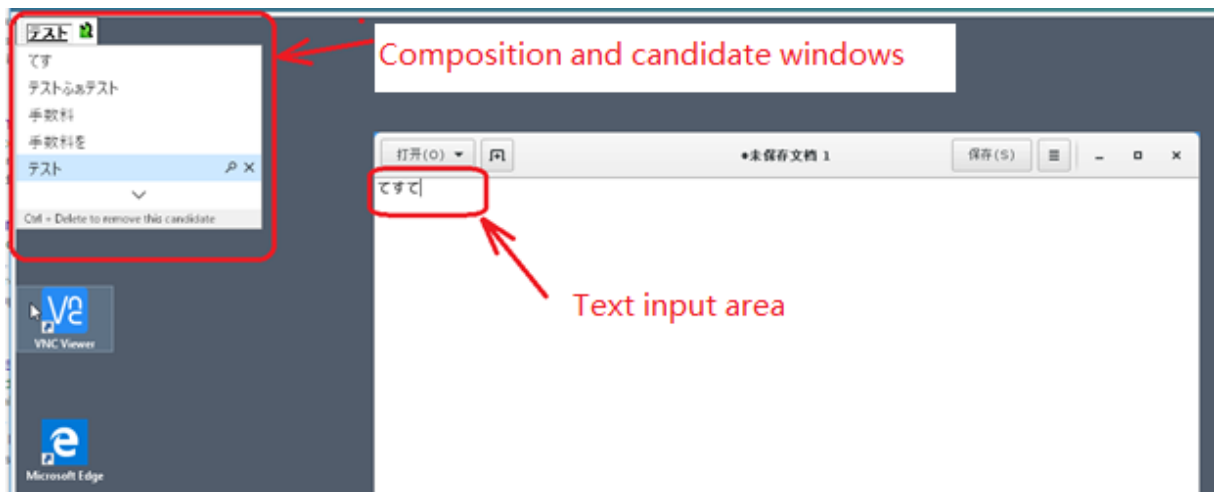 テスト
てす
テストふぁテスト
手数料
手数料を
テスト
Ctrl + Delete to remove this candidate
Composition and candidate windows
打开(O)
•未保存文档 1
保存(S)
てすて
Text input area
VNC Viewer
Microsoft Edge